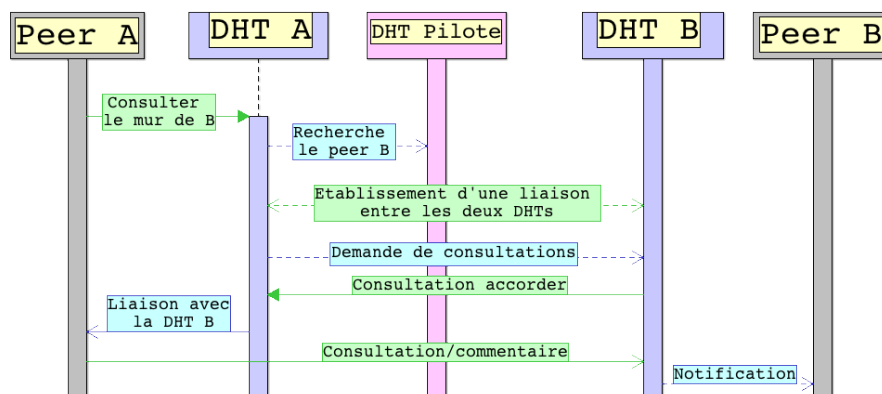 Peer A
DHT A
DHT Pilote
DHT B
Peer B
Consulter
le mur de B
Recherche
le peer B
Etablissement d'une liaison
entre les deux DHTs
Demande de consultations
Consultation accorder
Liaison avec
la DHT B
Consultation/commentaire
Notification